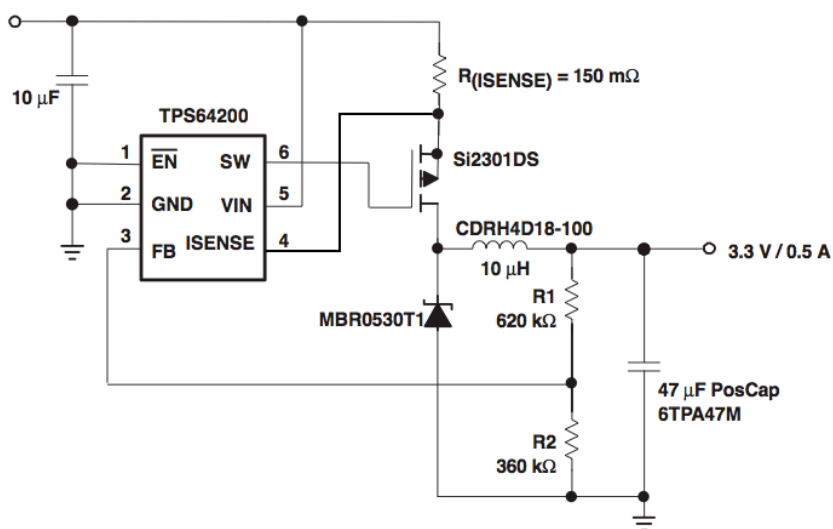 10 µF
TPS64200
R(ISENSE) = 150 mΩ
1 EN SW 6
2 GND VIN 5
3 FB ISENSE 4
Si2301DS
CDRH4D18-100
10 µH
3.3 V / 0.5 A
R1
620 kΩ
MBR0530T1
47 µF PosCap
6TPA47M
R2
360 kΩ